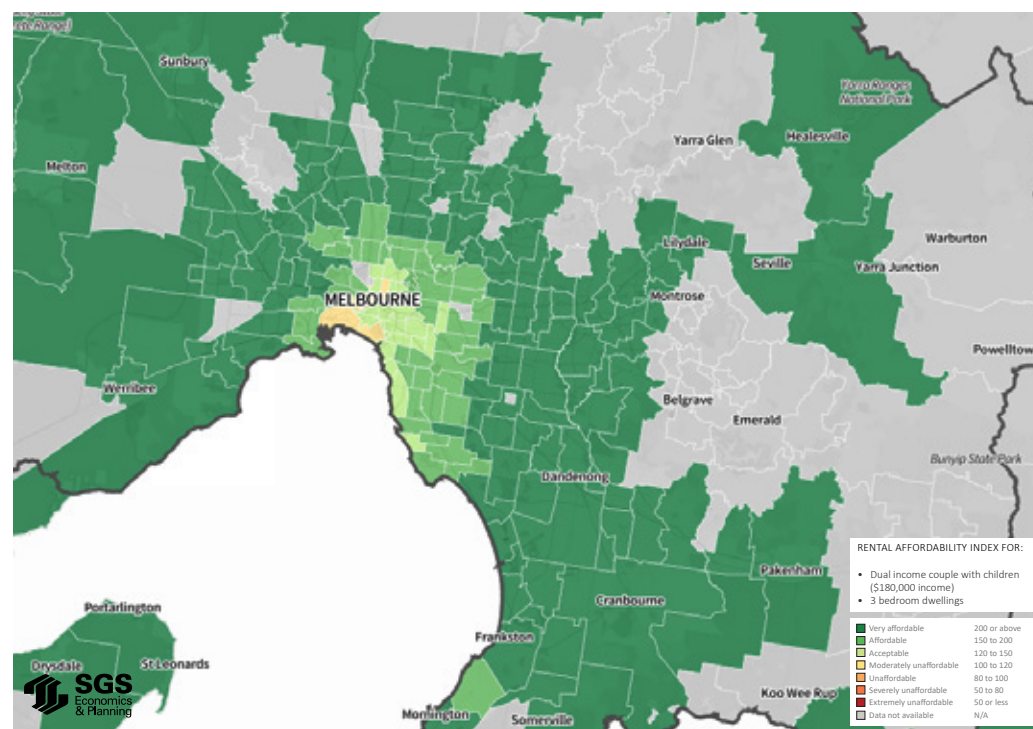 ete Range)
Sunbury
Yarra Ranges
National Park
Yarra Glen
Healesville
Melton
Lilydale
Warburton
Seville
Yarra Junction
MELBOURNE
Montrose
Powelltow
Werribee
Belgrave
Emerald
Bunyip State Park
Dandenong
RENTAL AFFORDABILITY INDEX FOR:
• Dual income couple with children
($180,000 income)
• 3 bedroom dwellings
Pakenham
Cranbourne
Portarlington
Frankston
Very affordable 200 or above
Affordable 150 to 200
Acceptable 120 to 150
Moderately unaffordable 100 to 120
Unaffordable 80 to 100
Severely unaffordable 50 to 80
Extremely unaffordable 50 or less
Data not available N/A
Drysdale
St Leonards
SGS
Economics
& Planning
Koo Wee Rup
Mornington
Somerville